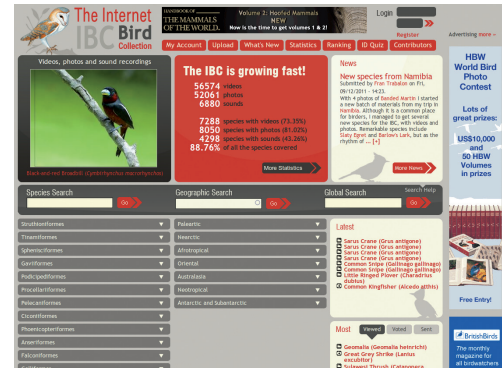 The Internet
IBC Bird
Collection
HANDBOOK OF
THE MAMMALS
OF THE WORLD.
Volume 2: Hoofed Mammals
NEW
Now is the time to get volumes 1 & 2!
Login
Register
Advertising more »
My Account
Upload
What's New
Statistics
Ranking
ID Quiz
Contributors
Videos, photos and sound recordings
Black-and-red Broadbill (Cymbirhynchus macrorhynchos)
The IBC is growing fast!
56574 videos
52061 photos
6880 sounds
7288 species with videos (73.35%)
8050 species with photos (81.02%)
4298 species with sounds (43.26%)
88.76% of all the species covered
More Statistics
News
New species from Namibia
Submitted by Fran Trabalon on Fri,
09/12/2011 - 14:23.
With 4 photos of Banded Martin I started
a new batch of materials from my trip in
Namibia. Although it is a common place
for birders, I managed to get several
new species for the IBC, with videos and
photos. Remarkable species include
Slaty Egret and Barlow's Lark, but as the
rhythm of ... [+]
More News
HBW
World Bird
Photo
Contest
Lots of
great prizes:
US$10,000
and
50 HBW
Volumes
in prizes
Free Entry!
Species Search
Go
Geographic Search
Go
Global Search
Search Help
Go
Struthioniformes
Tinamiformes
Sphenisciformes
Gaviiformes
Podicipediformes
Procellariiformes
Pelecaniformes
Ciconiiformes
Phoenicopteriformes
Anseriformes
Falconiformes
Palearctic
Nearctic
Afrotropical
Oriental
Australasia
Neotropical
Antarctic and Subantarctic
Latest
Sarus Crane (Grus antigone)
Sarus Crane (Grus antigone)
Sarus Crane (Grus antigone)
Common Snipe (Gallinago gallinago)
Common Snipe (Gallinago gallinago)
Little Ringed Plover (Charadrius
dubius)
Common Kingfisher (Alcedo atthis)
Most
Viewed
Voted
Sent
Geomalia (Geomalia heinrichi)
Great Grey Shrike (Lanius
excubitor)
Sulawesi Thrush (Cataponera
BritishBirds
The monthly
magazine for
all birdwatchers